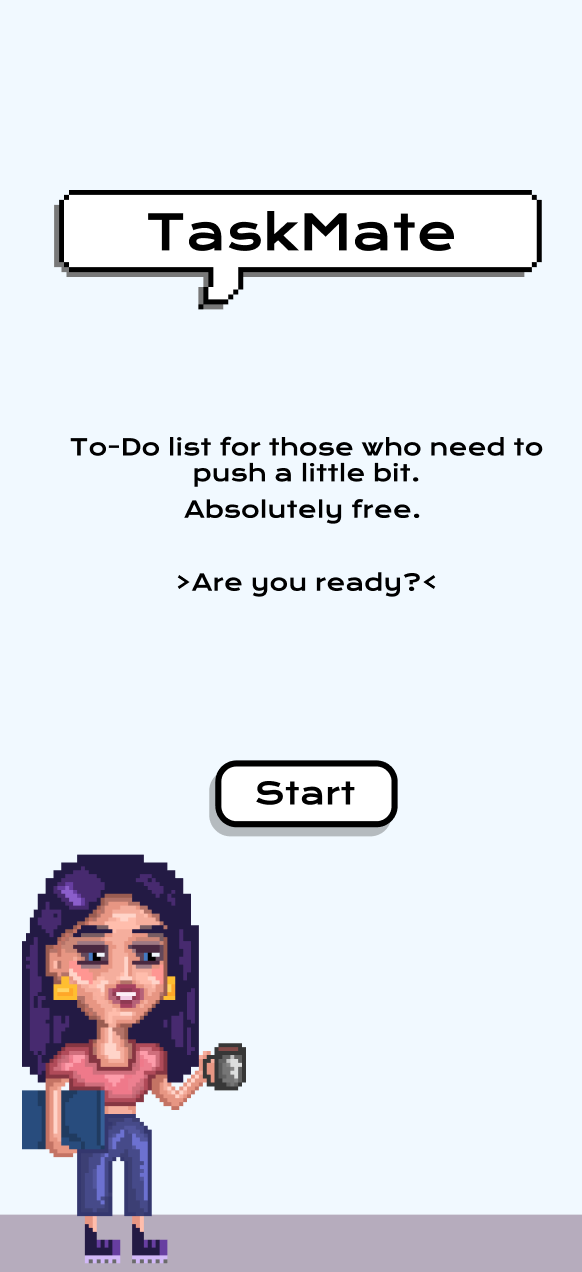 TaskMate
To-Do list for those who need to
push a little bit.
Absolutely free.
>Are you ready?<
Start